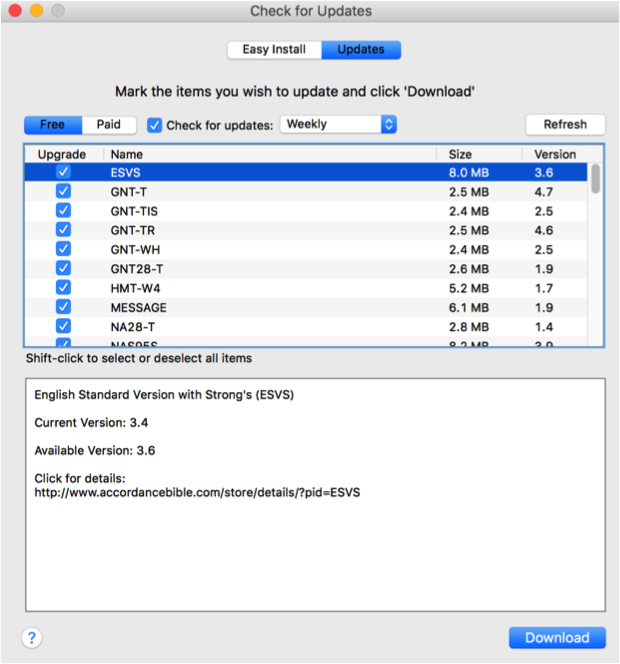 Check for Updates
Easy Install Updates
Mark the items you wish to update and click 'Download'
Free Paid Check for updates: Weekly Refresh
Upgrade Name Size Version
ESVS 8.0 MB 3.6
GNT-T 2.5 MB 4.7
GNT-TIS 2.4 MB 2.5
GNT-TR 2.5 MB 4.6
GNT-WH 2.4 MB 2.5
GNT28-T 2.6 MB 1.9
HMT-W4 5.2 MB 1.7
MESSAGE 6.1 MB 1.9
NA28-T 2.8 MB 1.4
NAS95S 8.2 MB 3.9
Shift-click to select or deselect all items
English Standard Version with Strong's (ESVS)
Current Version: 3.4
Available Version: 3.6
Click for details:
http://www.accordancebible.com/store/details/?pid=ESVS
? Download